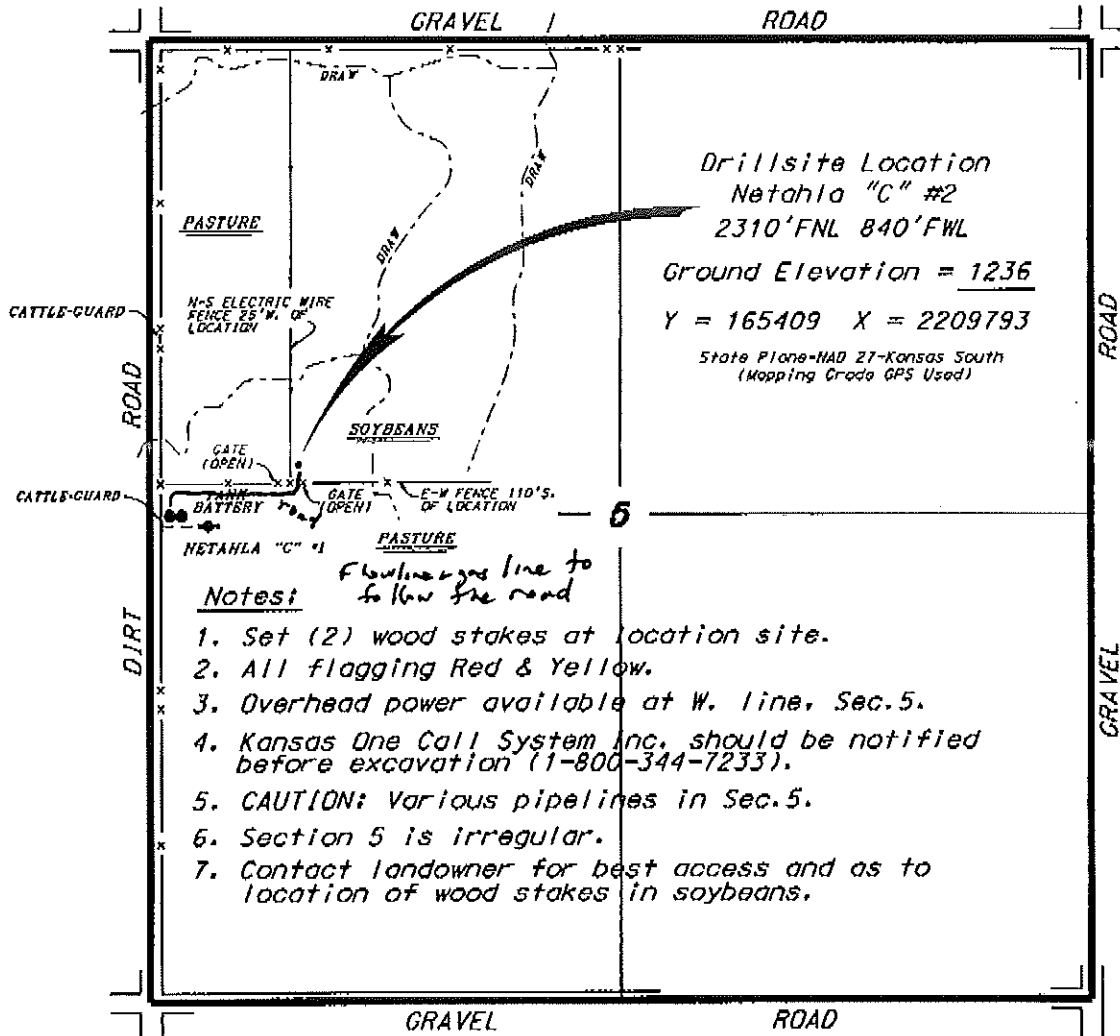 GRAVEL ROAD
DRAW
Drillsite Location
Netahla "C" #2
2310'FNL 840'FWL
Ground Elevation = 1236
Y = 165409 X = 2209793
State Plane-NAD 27-Kansas South
(Mapping Grade GPS Used)
DRAW
PASTURE
DRAW
N-S ELECTRIC WIRE
FENCE 25'W. OF
LOCATION
CATTLE-GUARD
ROAD
ROAD
SOYBEANS
GATE
(OPEN)
CATTLE-GUARD
TANK
BATTERY
road
GATE
(OPEN)
E-W FENCE 110'S.
OF LOCATION
6
NETAHLA "C" #1
PASTURE
Flowline + gas line to
follow the road
DIRT
GRAVEL
Notes:
1. Set (2) wood stakes at location site.
2. All flagging Red & Yellow.
3. Overhead power available at W. line, Sec.5.
4. Kansas One Call System Inc. should be notified
before excavation (1-800-344-7233).
5. CAUTION: Various pipelines in Sec.5.
6. Section 5 is irregular.
7. Contact landowner for best access and as to
location of wood stakes in soybeans.
GRAVEL ROAD